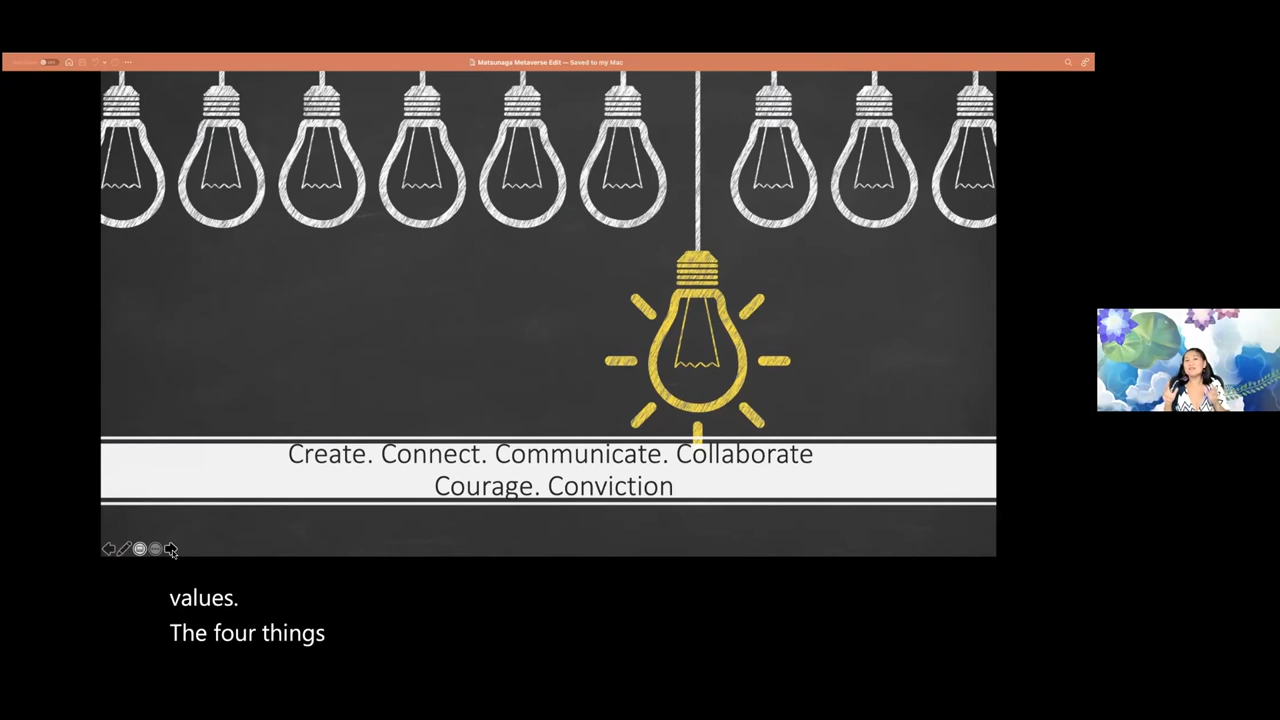 Matsunaga Metaverse Edit — Saved to my Mac
Create. Connect. Communicate. Collaborate
Courage. Conviction
values.
The four things